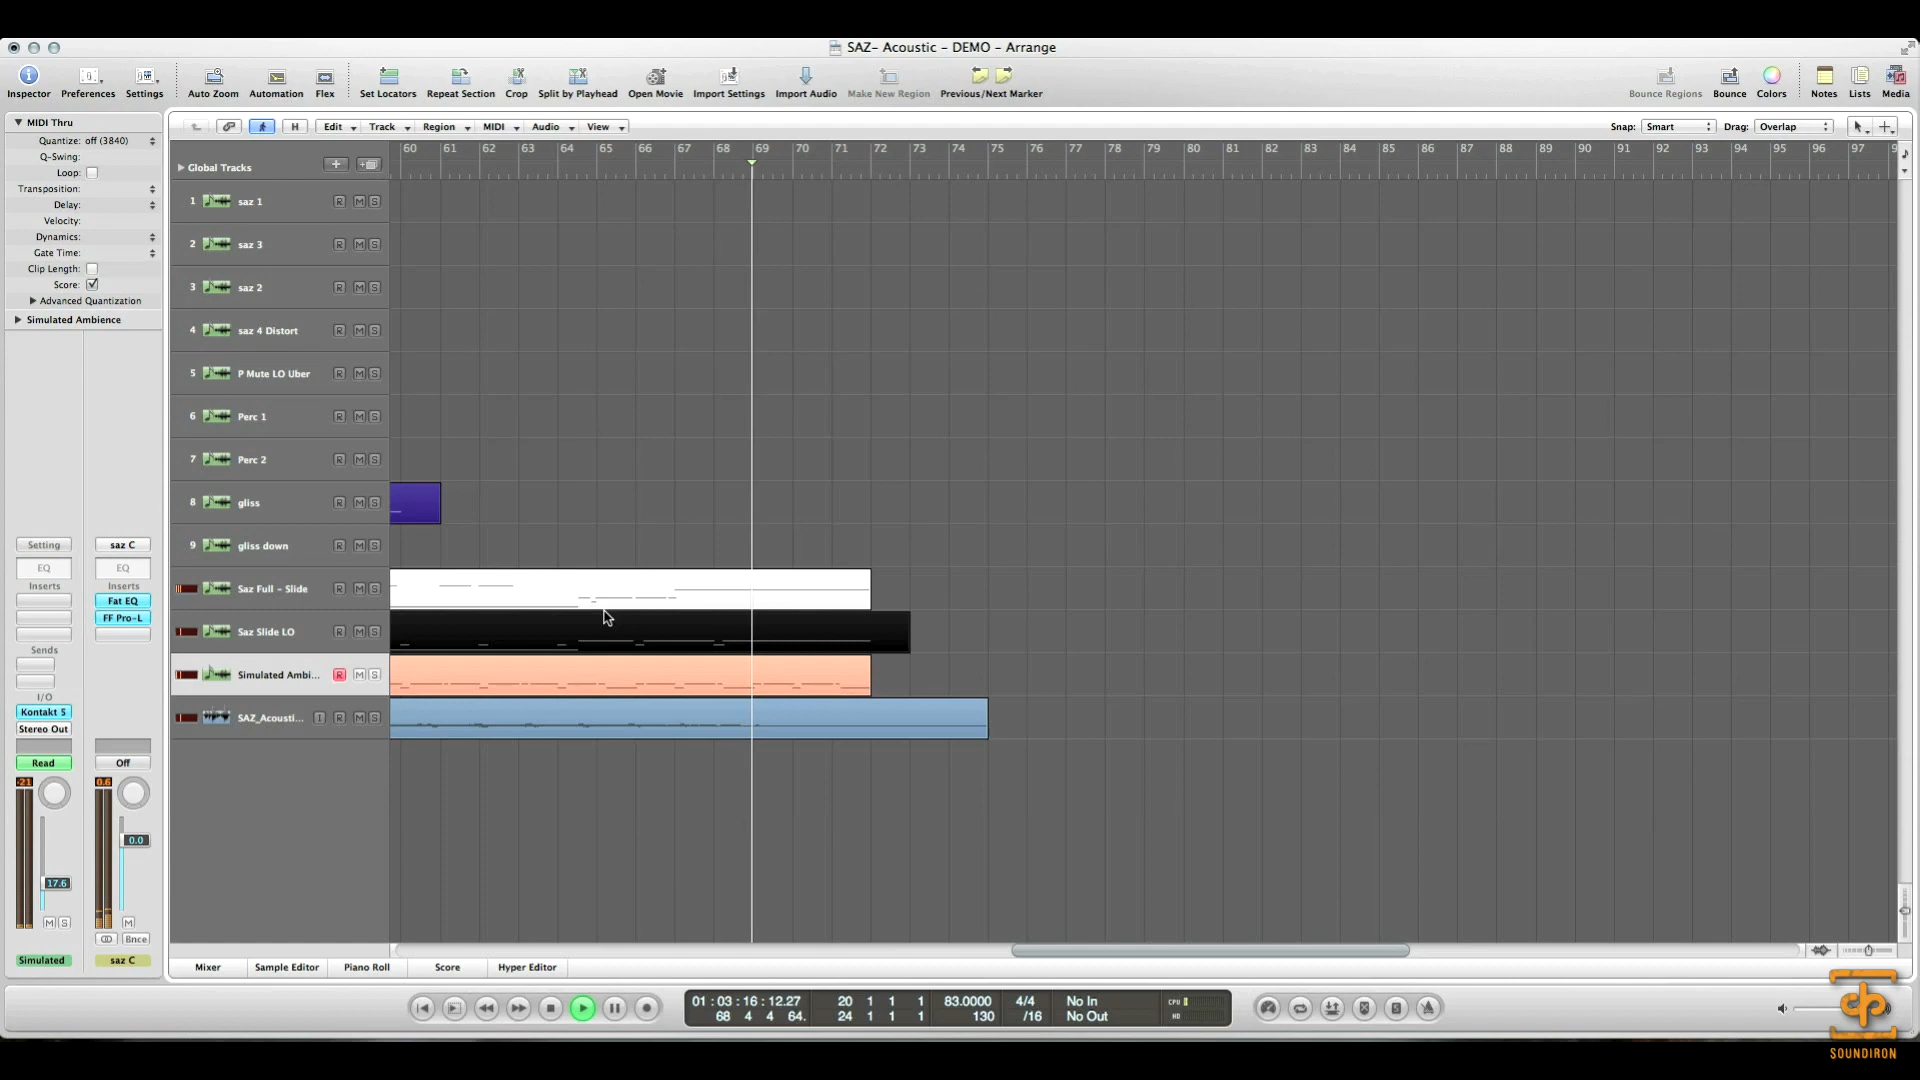 SAZ- Acoustic - DEMO - Arrange
Inspector Preferences Settings Auto Zoom Automation Flex Set Locators Repeat Section Crop Split by Playhead Open Movie Import Settings Import Audio Make New Region Previous/Next Marker Bounce Regions Bounce Colors Notes Lists Media
MIDI Thru
H Edit Track Region MIDI Audio View Snap: Smart Drag: Overlap
Quantize: off (3840)
Q-Swing:
Loop:
Transposition:
Delay:
Velocity:
Dynamics:
Gate Time:
Clip Length:
Score:
Advanced Quantization
Simulated Ambience
60 61 62 63 64 65 66 67 68 69 70 71 72 73 74 75 76 77 78 79 80 81 82 83 84 85 86 87 88 89 90 91 92 93 94 95 96 97
Global Tracks
1 saz 1 R M S
2 saz 3 R M S
3 saz 2 R M S
4 saz 4 Distort R M S
5 P Mute LO Uber R M S
6 Perc 1 R M S
7 Perc 2 R M S
8 gliss R M S
9 gliss down R M S
Saz Full - Slide R M S
Saz Slide LO R M S
Simulated Ambi... R M S
SAZ_Acousti... I R M S
Setting saz C
EQ EQ
Inserts Inserts
Fat EQ
FF Pro-L
Sends
I/O
Kontakt 5
Stereo Out
Read Off
-21 0.6
0.0
17.6
M S M
Bnce
Simulated saz C
Mixer Sample Editor Piano Roll Score Hyper Editor
01 : 03 : 16 : 12.27 20 1 1 1 83.0000 4/4 No In CPU
68 4 4 64. 24 1 1 1 130 /16 No Out HD
SOUNDIRON